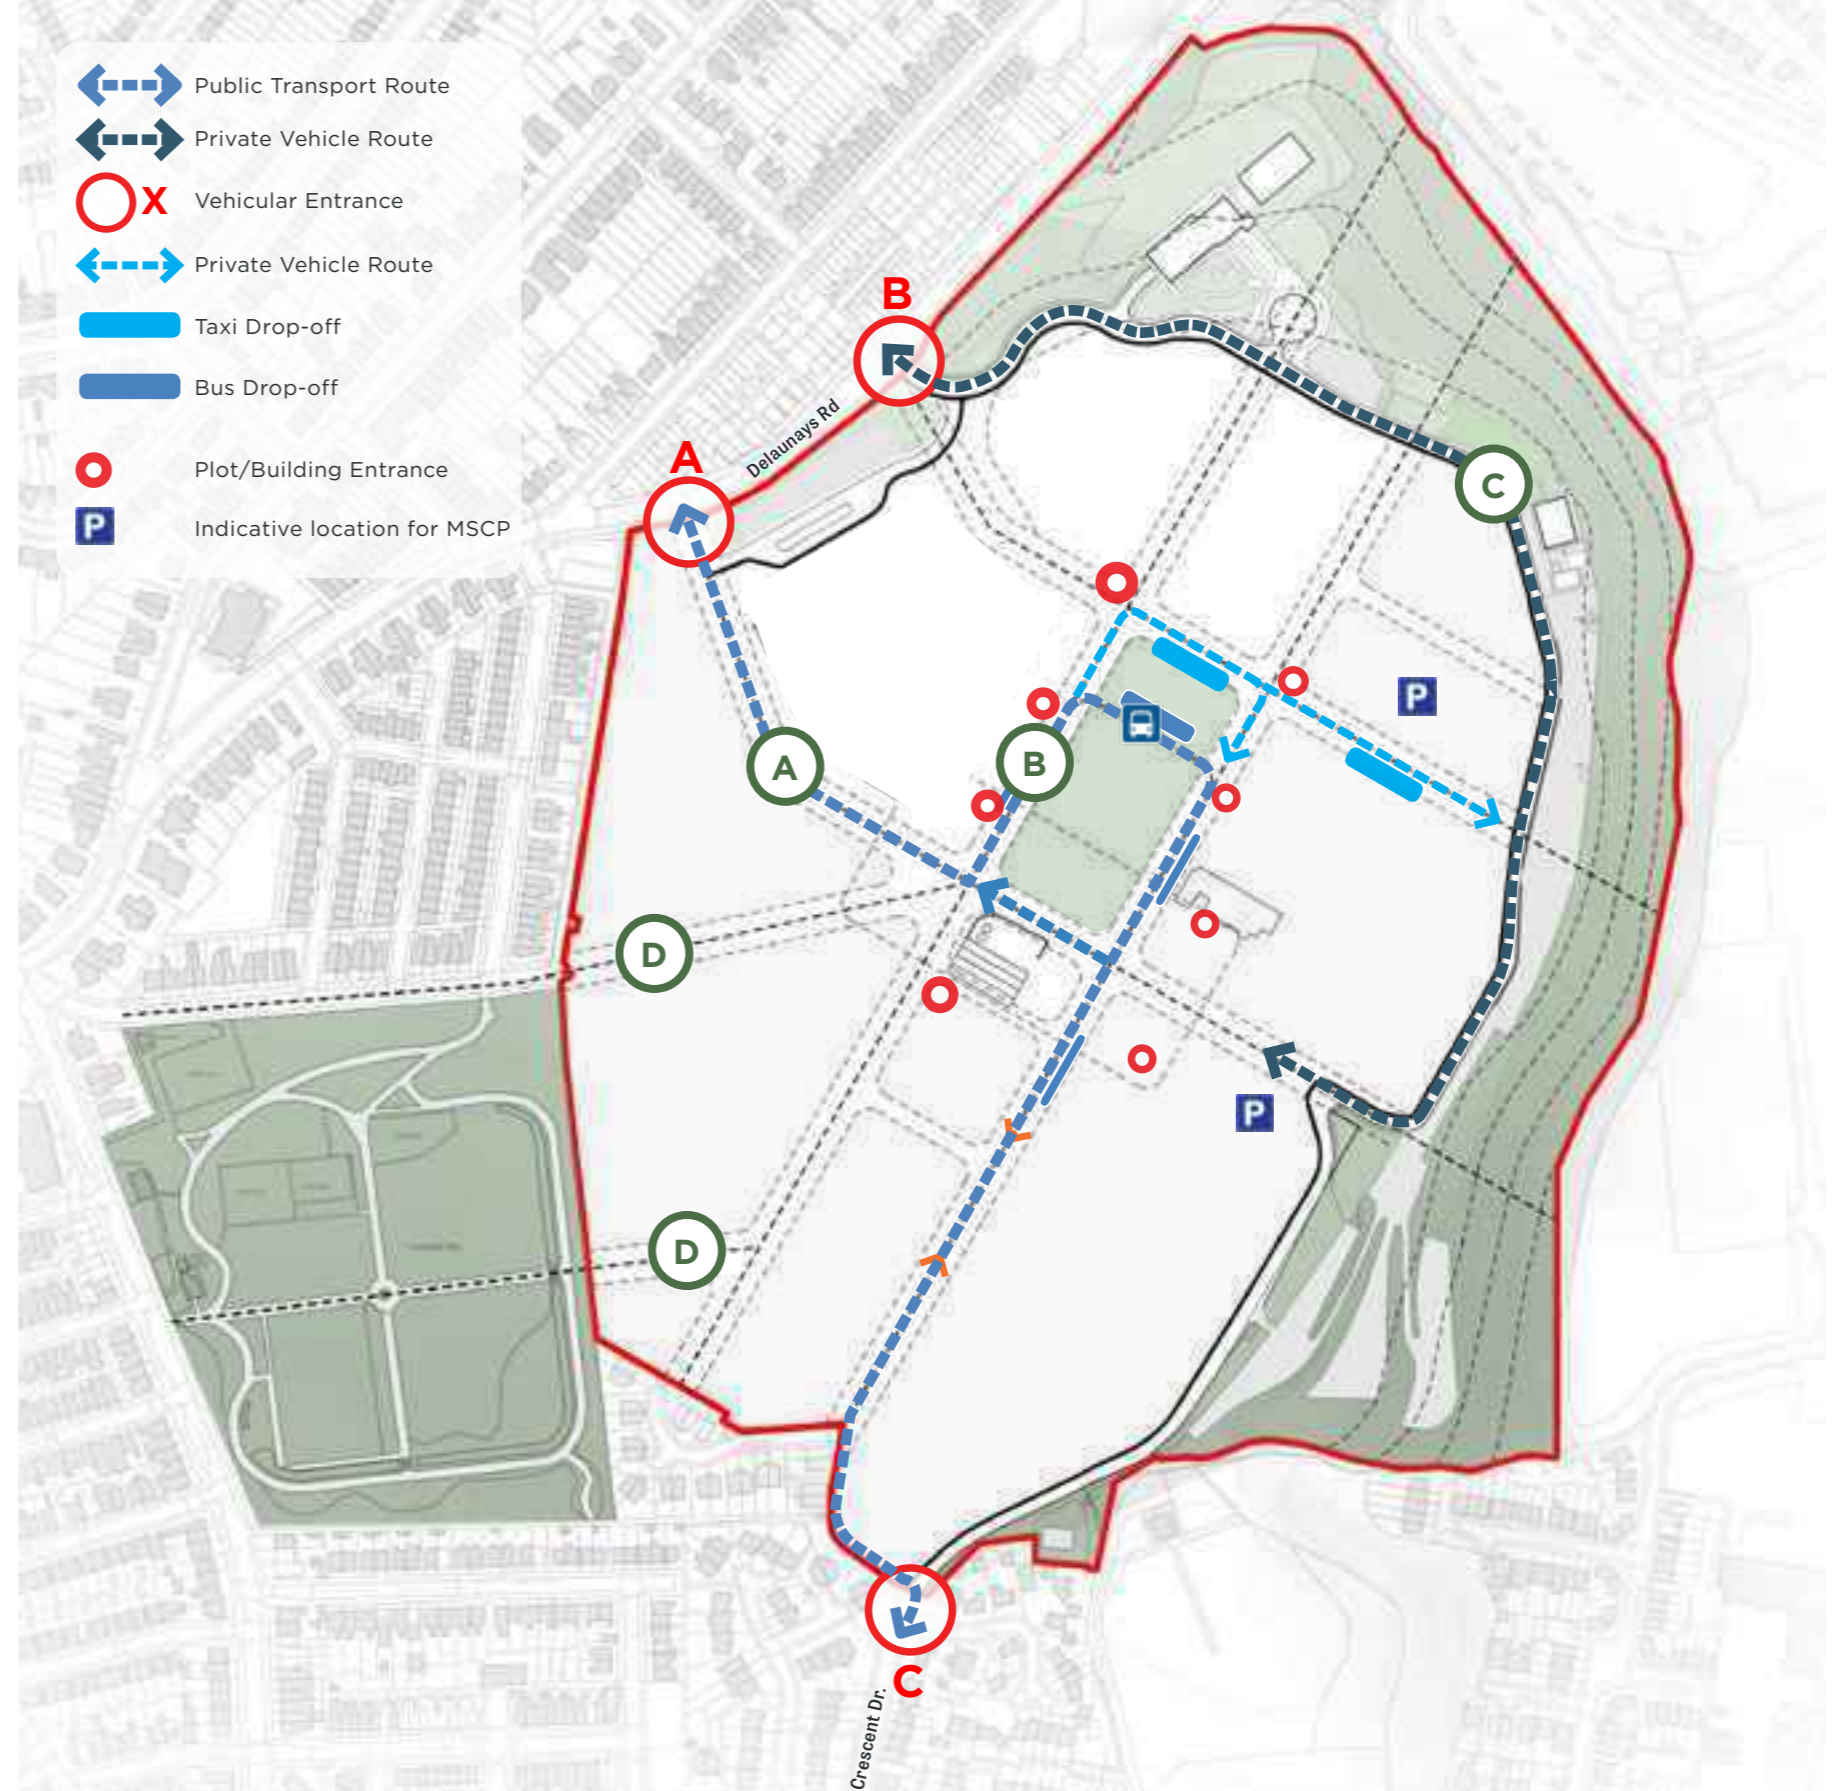 Public Transport Route
Private Vehicle Route
X Vehicular Entrance
Private Vehicle Route
Taxi Drop-off
Bus Drop-off
Plot/Building Entrance
P Indicative location for MSCP
B
Delaunays Rd
A
C
P
A
B
D
P
D
C
Crescent Dr.